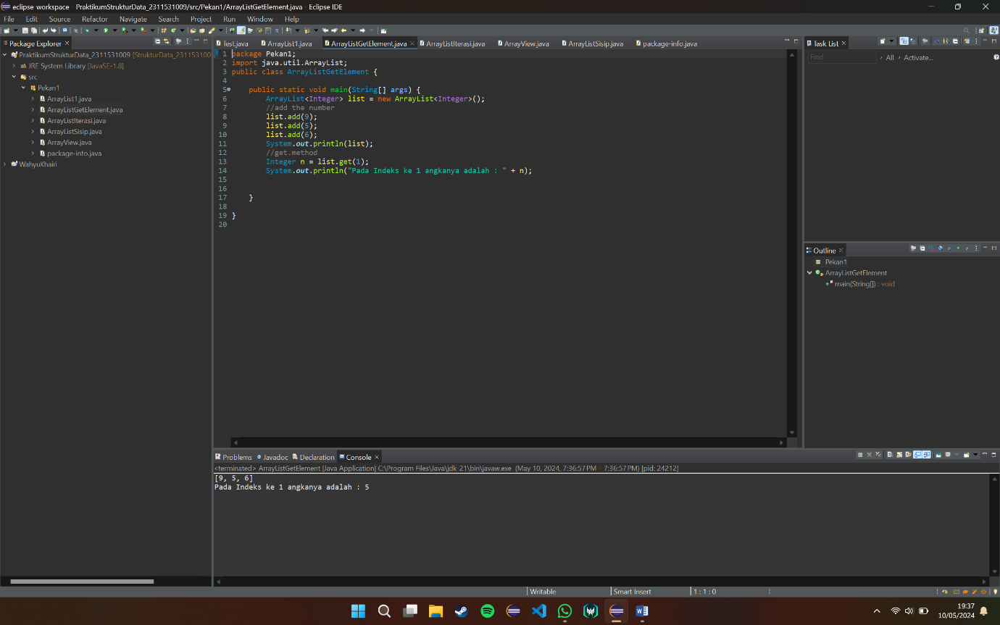 eclipse-workspace - PraktikumStrukturData_2311531009/src/Pekan1/ArrayListGetElement.java - Eclipse IDE
File Edit Source Refactor Navigate Search Project Run Window Help
Package Explorer
PraktikumStrukturData_2311531009 [StrukturData_23115310
JRE System Library [JavaSE-1.8]
src
Pekan1
ArrayList1.java
ArrayListGetElement.java
ArrayListIterasi.java
ArrayListSisip.java
ArrayView.java
package-info.java
WahyuKhairi
Test.java ArrayList1.java ArrayListGetElement.java ArrayListIterasi.java ArrayView.java ArrayListSisip.java package-info.java
1 package Pekan1;
2 import java.util.ArrayList;
3 public class ArrayListGetElement {
4
5 public static void main(String[] args) {
6 ArrayList<Integer> list = new ArrayList<Integer>();
7 //add the number
8 list.add(9);
9 list.add(5);
10 list.add(6);
11 System.out.println(list);
12 //get.method
13 Integer n = list.get(1);
14 System.out.println("Pada Indeks ke 1 angkanya adalah : " + n);
15
16
17 }
18
19 }
20
Task List
Find All Activate...
Outline
Pekan1
ArrayListGetElement
main(String[]) : void
Problems Javadoc Declaration Console
<terminated> ArrayListGetElement [Java Application] C:\Program Files\Java\jdk-21\bin\javaw.exe (May 10, 2024, 7:36:57 PM – 7:36:57 PM) [pid: 24212]
[9, 5, 6]
Pada Indeks ke 1 angkanya adalah : 5
Writable Smart Insert 1 : 1 : 0
19:37
10/05/2024